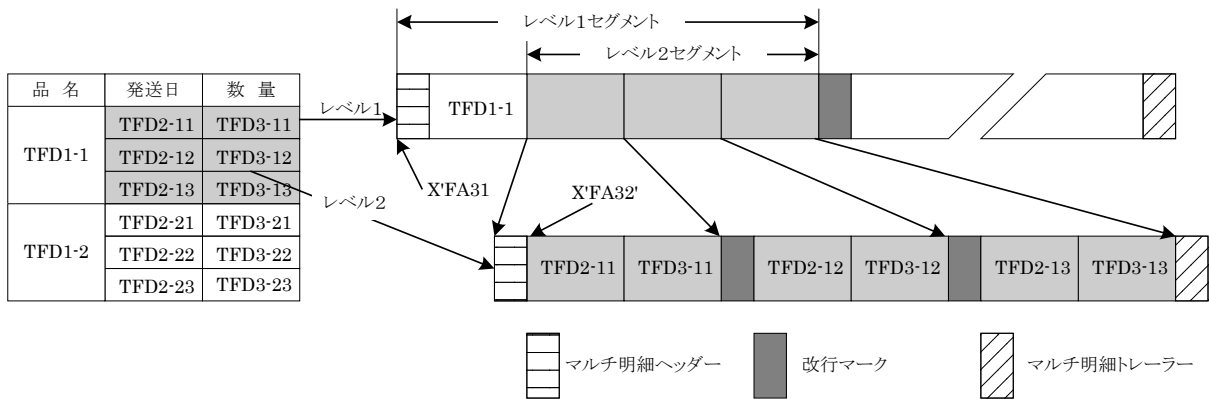 レベル1セグメント
レベル2セグメント
品 名 発送日 数 量
TFD1-1
TFD2-11 TFD3-11
TFD2-12 TFD3-12
TFD2-13 TFD3-13
TFD1-2
TFD2-21 TFD3-21
TFD2-22 TFD3-22
TFD2-23 TFD3-23
レベル1
TFD1-1
X'FA31
レベル2
X'FA32'
TFD2-11 TFD3-11 TFD2-12 TFD3-12 TFD2-13 TFD3-13
マルチ明細ヘッダー 改行マーク マルチ明細トレーラー